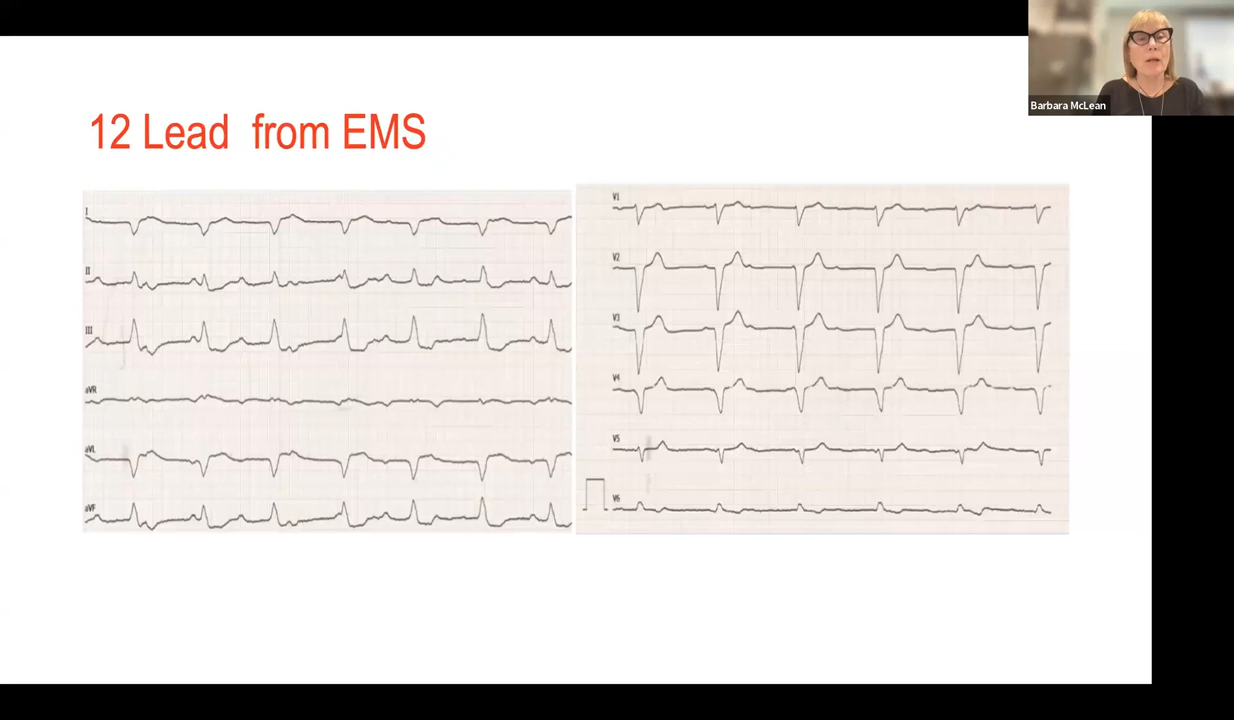 Barbara McLean
12 Lead from EMS
I
II
III
aVR
aVL
aVF
V1
V2
V3
V4
V5
V6